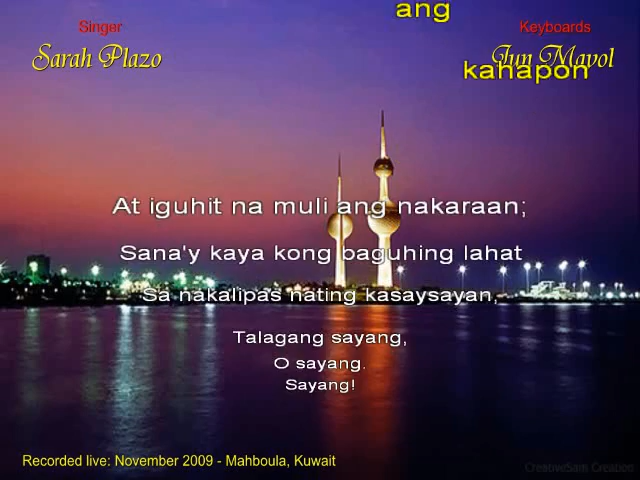 ang
Singer
Keyboards
Sarah Plazo
Jun Mayol
kahapon
At iguhit na muli ang nakaraan;
Sana'y kaya kong baguhing lahat
Sa nakalipas nating kasaysayan,
Talagang sayang,
O sayang.
Sayang!
Recorded live: November 2009 - Mahboula, Kuwait
CreativeSam Creation